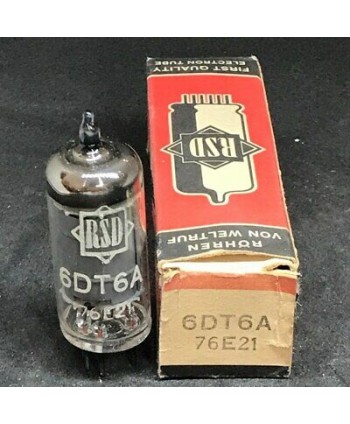 FIRST QUALITY
ELECTRON TUBE
RSD
RÖHREN
VON WELTRUF
6DT6A
76E21
RSD
6DT6A
76E21